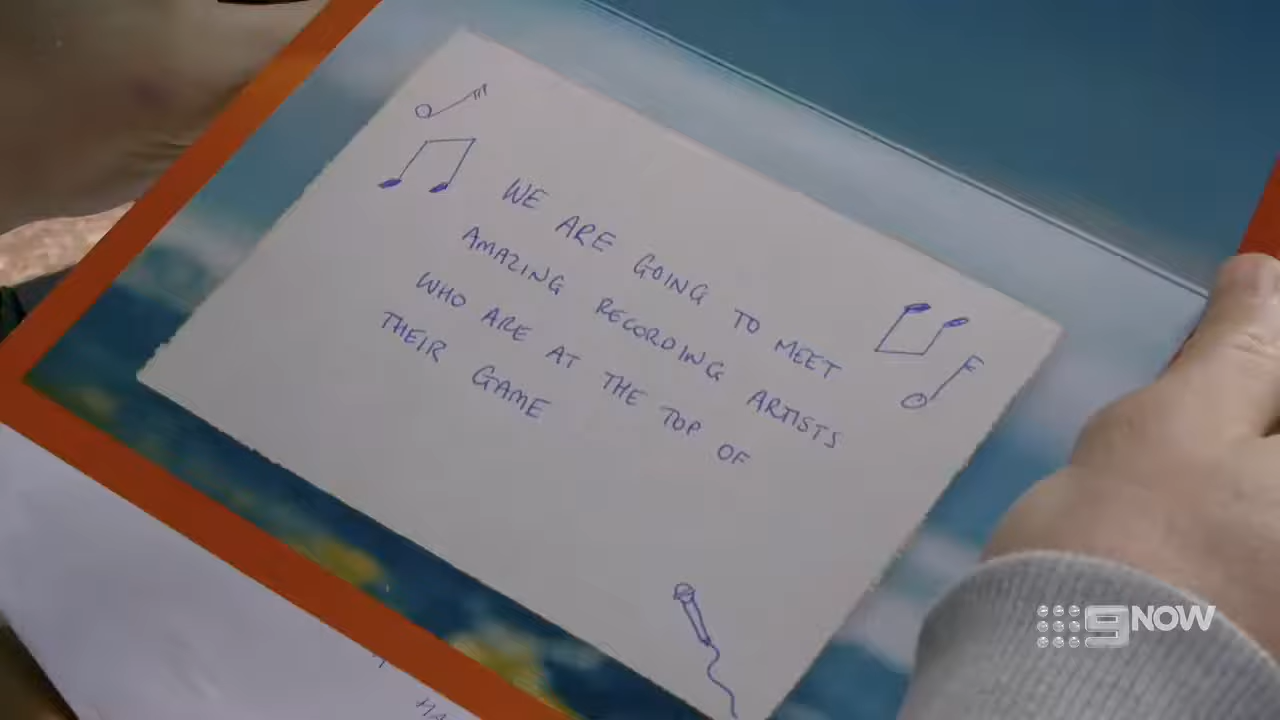 WE ARE GOING TO MEET
AMAZING RECORDING ARTISTS
WHO ARE AT THE TOP OF
THEIR GAME
9NOW